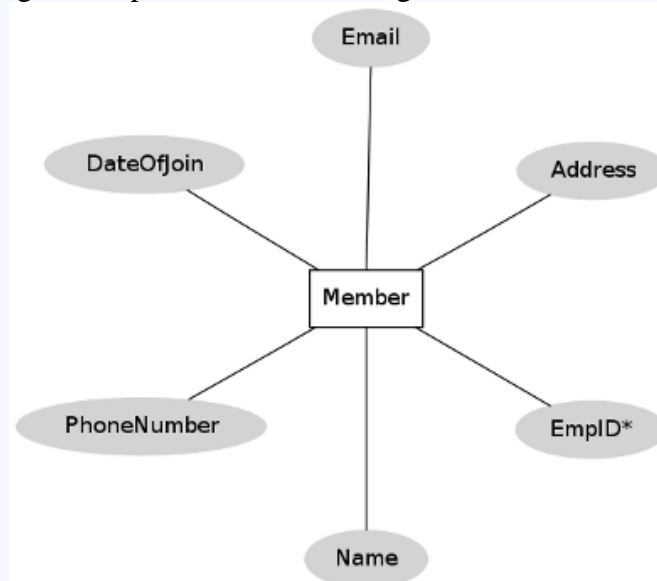 Email
DateOfJoin
Address
Member
PhoneNumber
EmpID*
Name